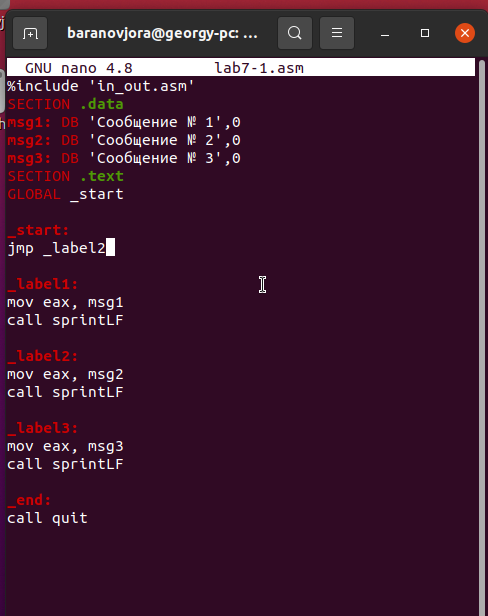 baranovjora@georgy-pc: ...
GNU nano 4.8 lab7-1.asm
%include 'in_out.asm'
SECTION .data
msg1: DB 'Сообщение № 1',0
msg2: DB 'Сообщение № 2',0
msg3: DB 'Сообщение № 3',0
SECTION .text
GLOBAL _start
_start:
jmp _label2
_label1:
mov eax, msg1
call sprintLF
_label2:
mov eax, msg2
call sprintLF
_label3:
mov eax, msg3
call sprintLF
_end:
call quit